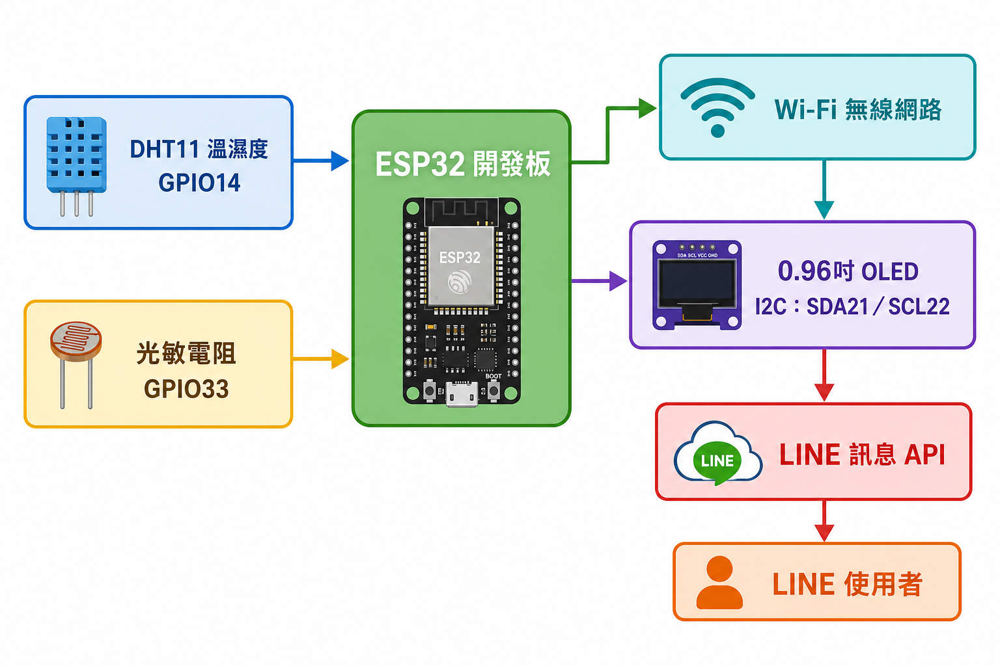 DHT11 溫濕度
GPIO14
光敏電阻
GPIO33
ESP32 開發板
ESP32
BOOT
Wi-Fi 無線網路
SDA SCL VCC GND
0.96吋 OLED
I2C：SDA21／SCL22
LINE
LINE 訊息 API
LINE 使用者